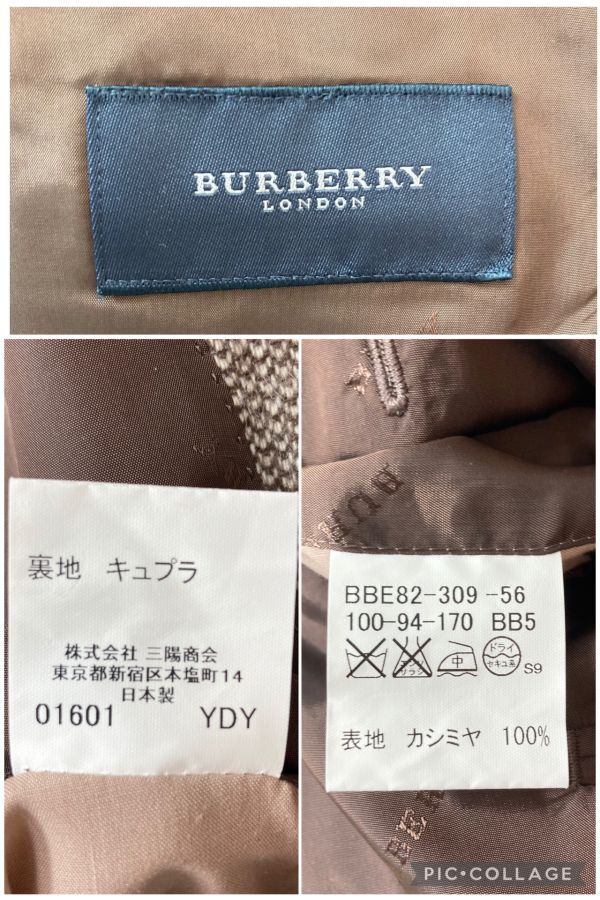 BURBERRY
LONDON
裏地 キュプラ
株式会社 三陽商会
東京都新宿区本塩町14
日本製
01601 YDY
BBE82-309 -56
100-94-170 BB5
中
ドライ
セキユ系
S9
表地 カシミヤ 100%
PIC•COLLAGE